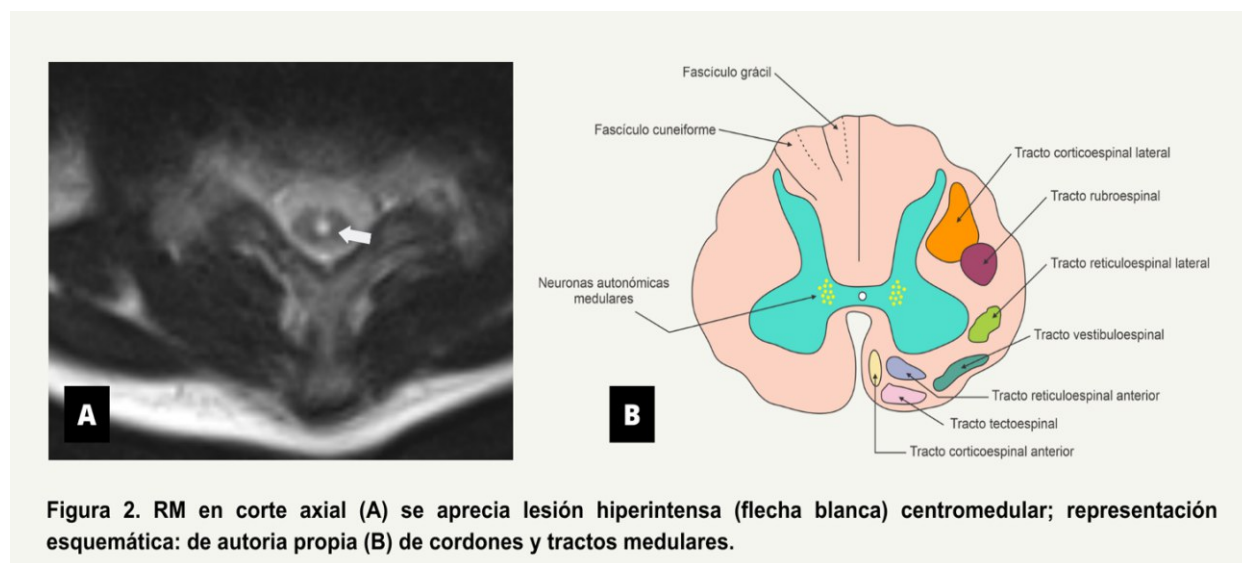 Fascículo grácil
Fascículo cuneiforme
Tracto corticoespinal lateral
Tracto rubroespinal
Tracto reticuloespinal lateral
Neuronas autonómicas
medulares
Tracto vestibuloespinal
Tracto reticuloespinal anterior
Tracto tectoespinal
Tracto corticoespinal anterior
A
B
Figura 2. RM en corte axial (A) se aprecia lesión hiperintensa (flecha blanca) centromedular; representación
esquemática: de autoria propia (B) de cordones y tractos medulares.